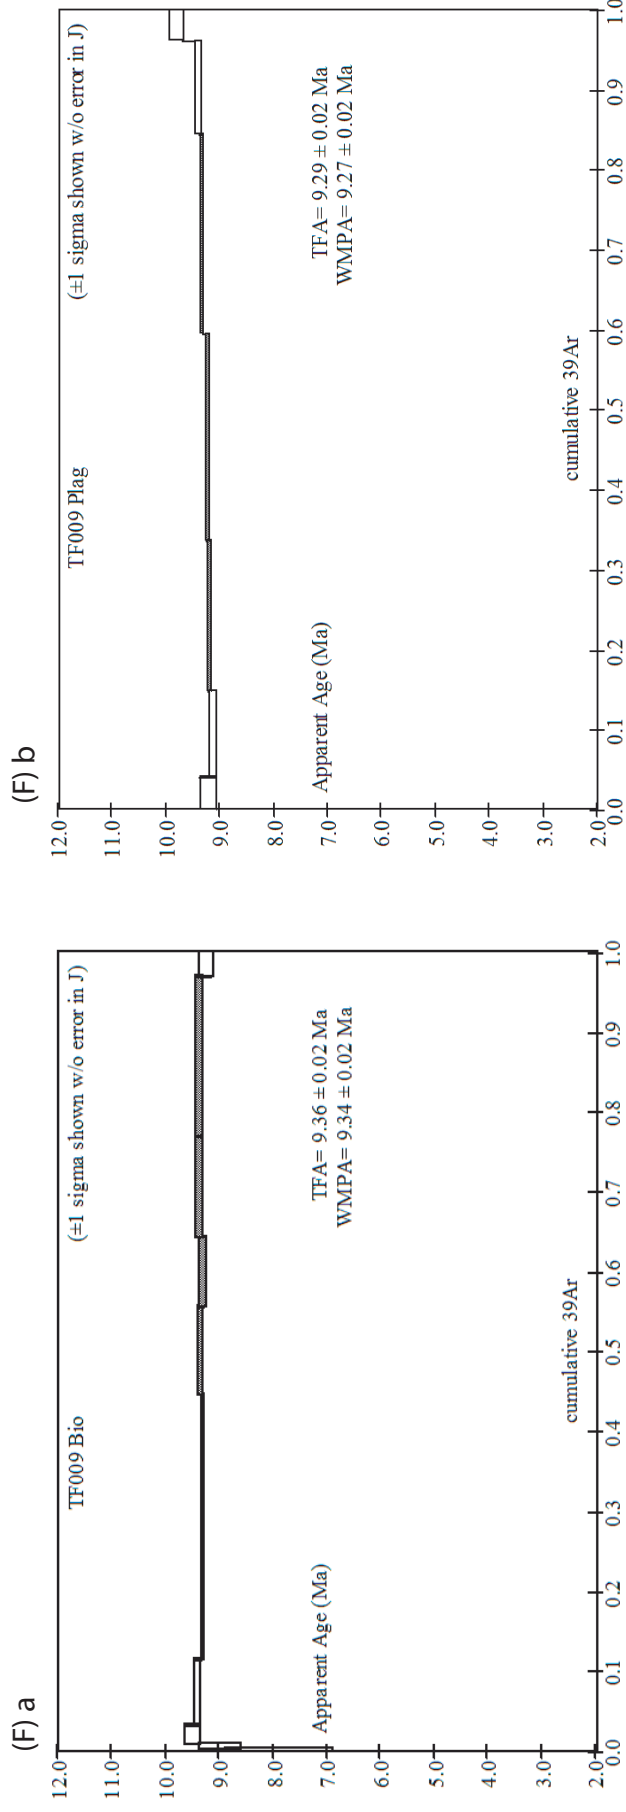 (F) a
TF009 Bio
(±1 sigma shown w/o error in J)
12.0
11.0
10.0
9.0
8.0
7.0
6.0
5.0
4.0
3.0
2.0
Apparent Age (Ma)
TFA= 9.36 ± 0.02 Ma
WMPA= 9.34 ± 0.02 Ma
cumulative 39Ar
0.0 0.1 0.2 0.3 0.4 0.5 0.6 0.7 0.8 0.9 1.0
(F) b
TF009 Plag
(±1 sigma shown w/o error in J)
12.0
11.0
10.0
9.0
8.0
7.0
6.0
5.0
4.0
3.0
2.0
Apparent Age (Ma)
TFA= 9.29 ± 0.02 Ma
WMPA= 9.27 ± 0.02 Ma
cumulative 39Ar
0.0 0.1 0.2 0.3 0.4 0.5 0.6 0.7 0.8 0.9 1.0